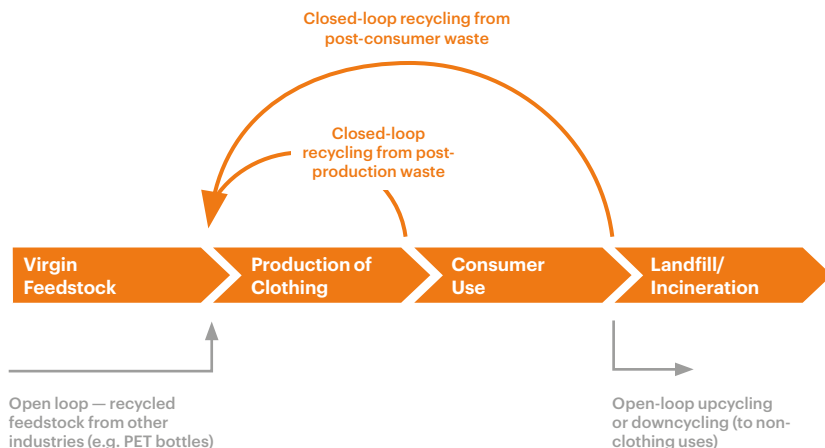 Closed-loop recycling from
post-consumer waste
Closed-loop
recycling from post-
production waste
Virgin
Feedstock
Production of
Clothing
Consumer
Use
Landfill/
Incineration
Open loop — recycled
feedstock from other
industries (e.g. PET bottles)
Open-loop upcycling
or downcycling (to non-
clothing uses)